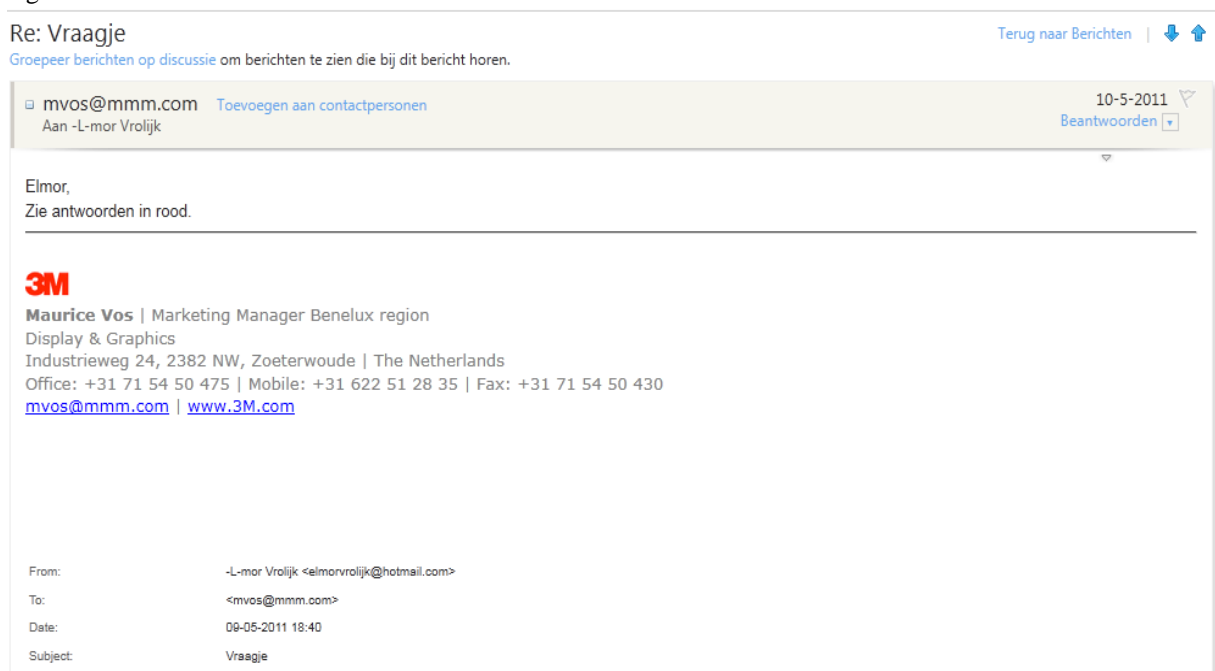 Re: Vraagje
Terug naar Berichten |
Groepeer berichten op discussie om berichten te zien die bij dit bericht horen.
mvos@mmm.com Toevoegen aan contactpersonen
10-5-2011
Aan -L-mor Vrolijk
Beantwoorden
Elmor,
Zie antwoorden in rood.
3M
Maurice Vos | Marketing Manager Benelux region
Display & Graphics
Industrieweg 24, 2382 NW, Zoeterwoude | The Netherlands
Office: +31 71 54 50 475 | Mobile: +31 622 51 28 35 | Fax: +31 71 54 50 430
mvos@mmm.com | www.3M.com
From: -L-mor Vrolijk <elmorvrolijk@hotmail.com>
To: <mvos@mmm.com>
Date: 09-05-2011 18:40
Subject: Vraagje